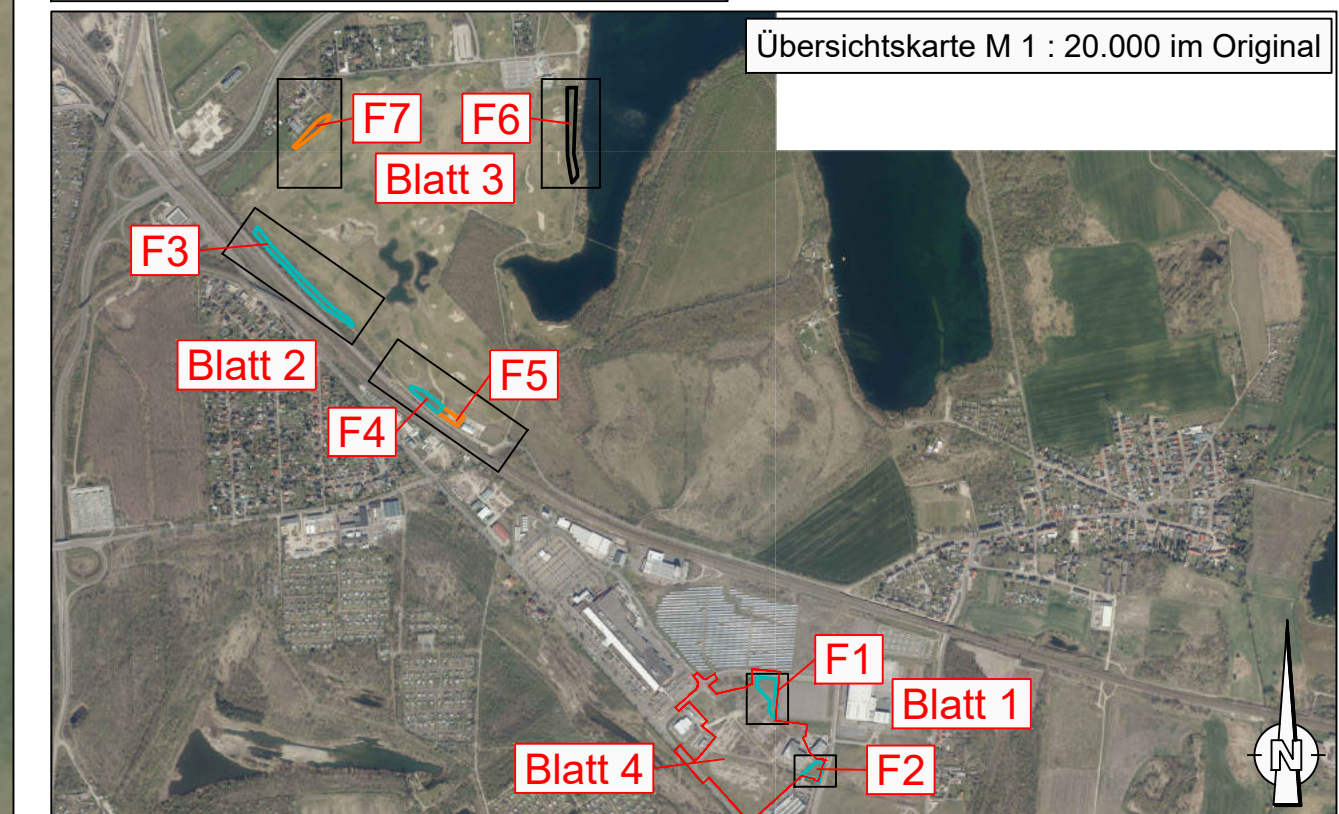 Übersichtskarte M 1 : 20.000 im Original
F7
F6
Blatt 3
F3
Blatt 2
F5
F4
F1
Blatt 1
Blatt 4
F2
N